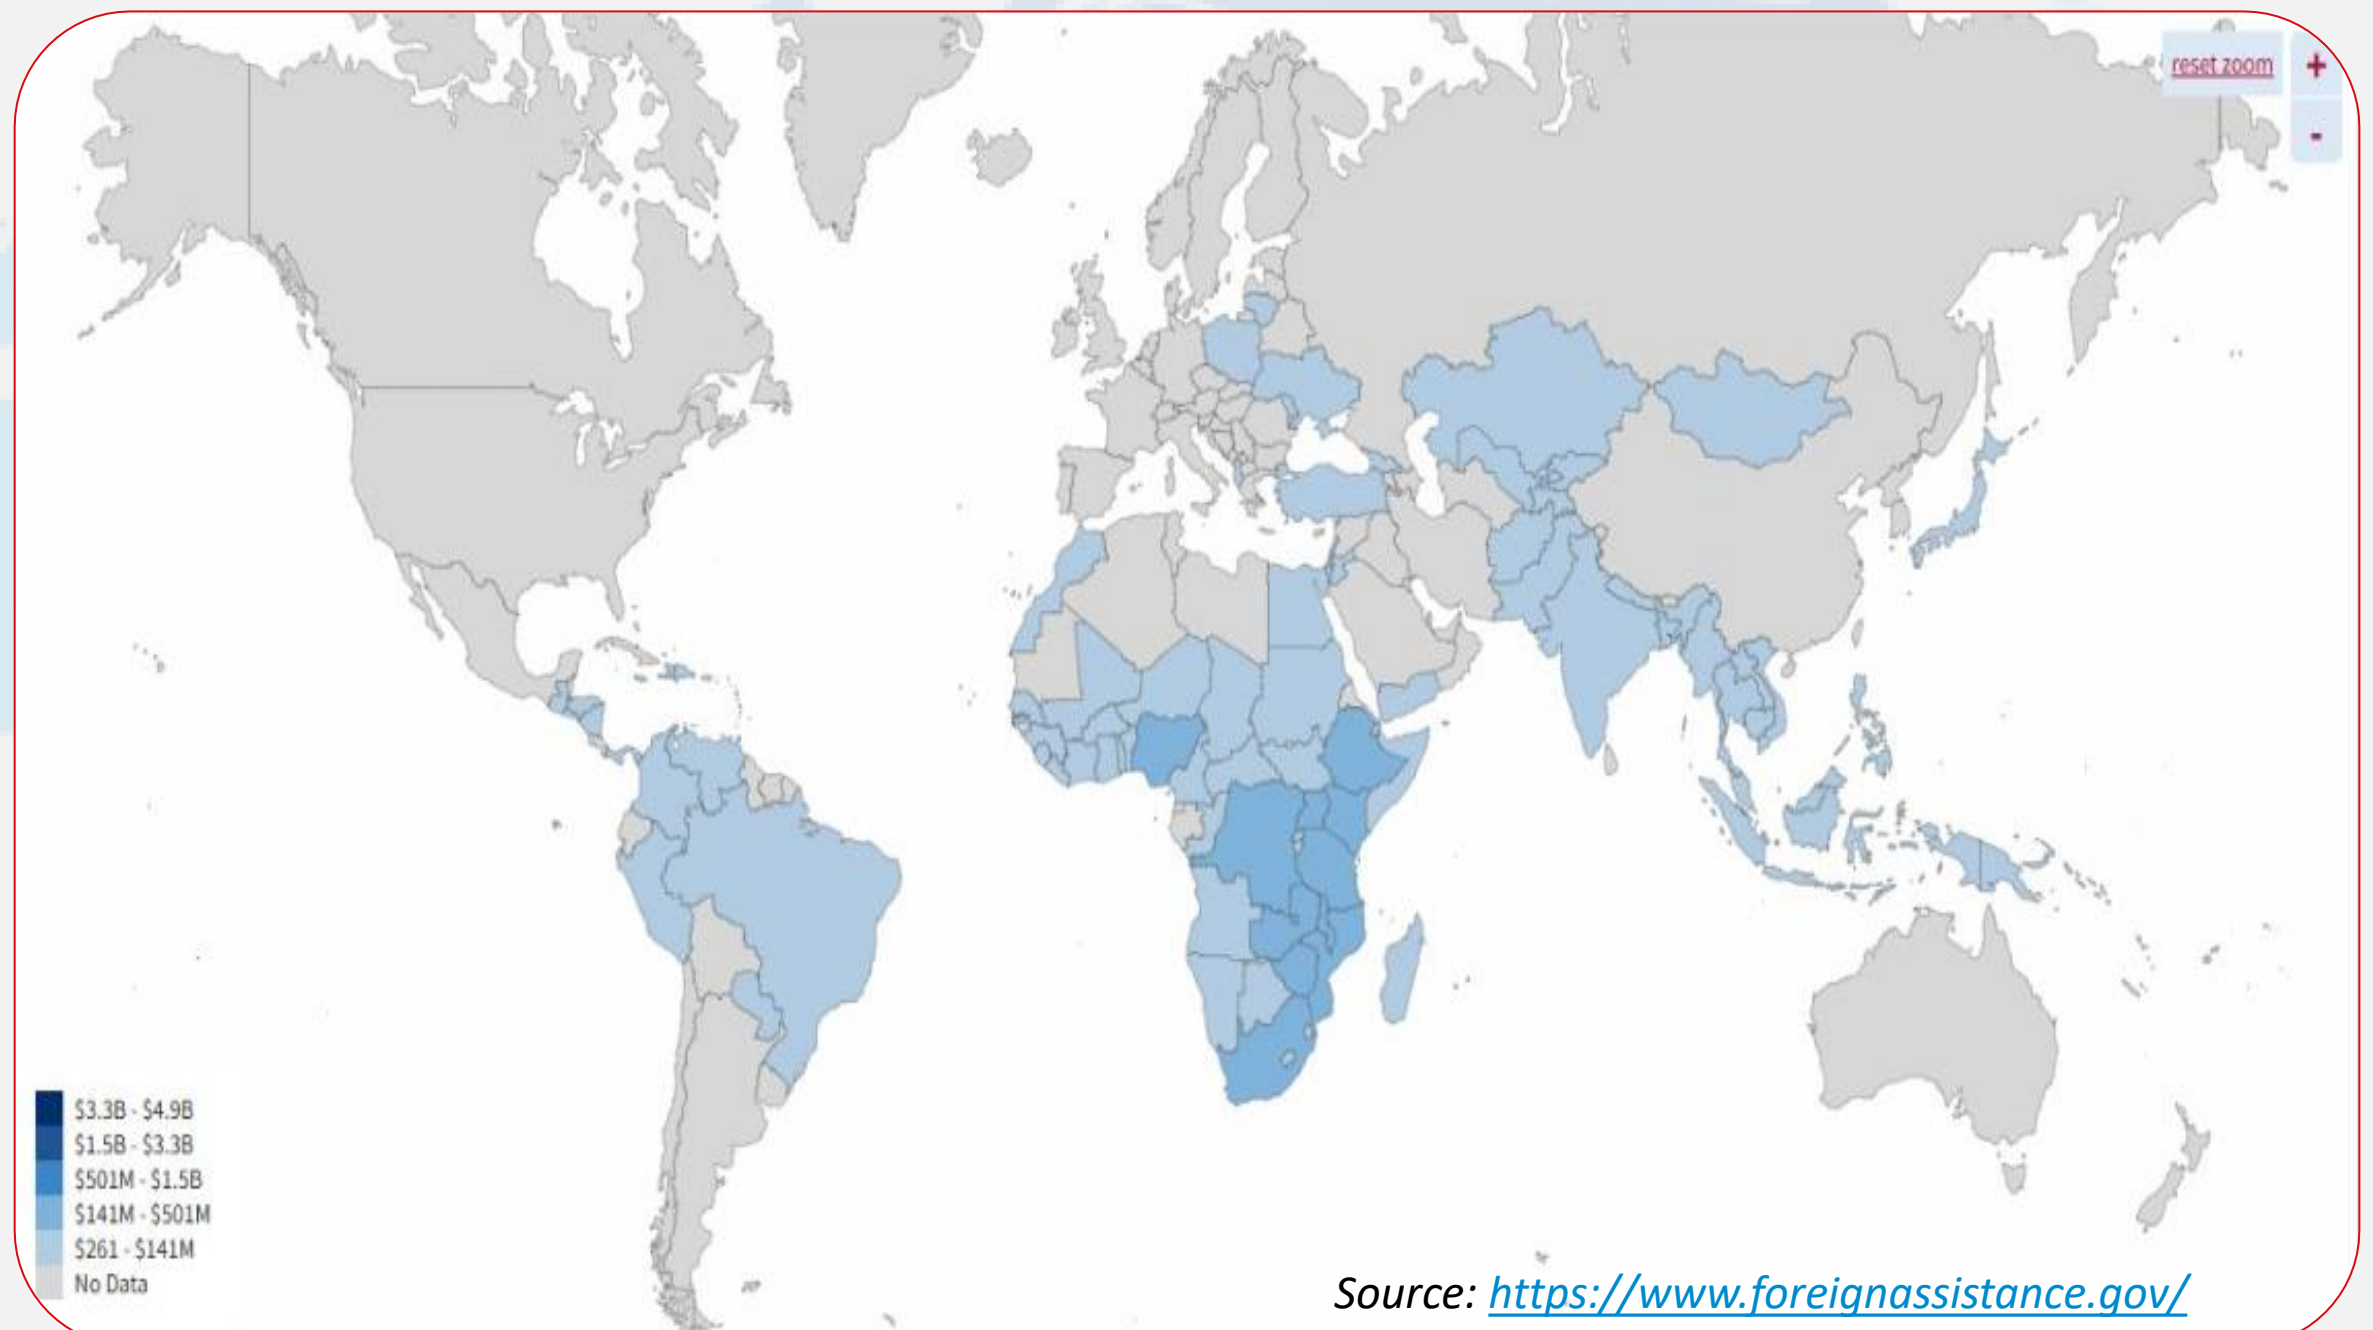 reset zoom
+
-
$3.3B - $4.9B
$1.5B - $3.3B
$501M - $1.5B
$141M - $501M
$261 - $141M
No Data
Source: https://www.foreignassistance.gov/